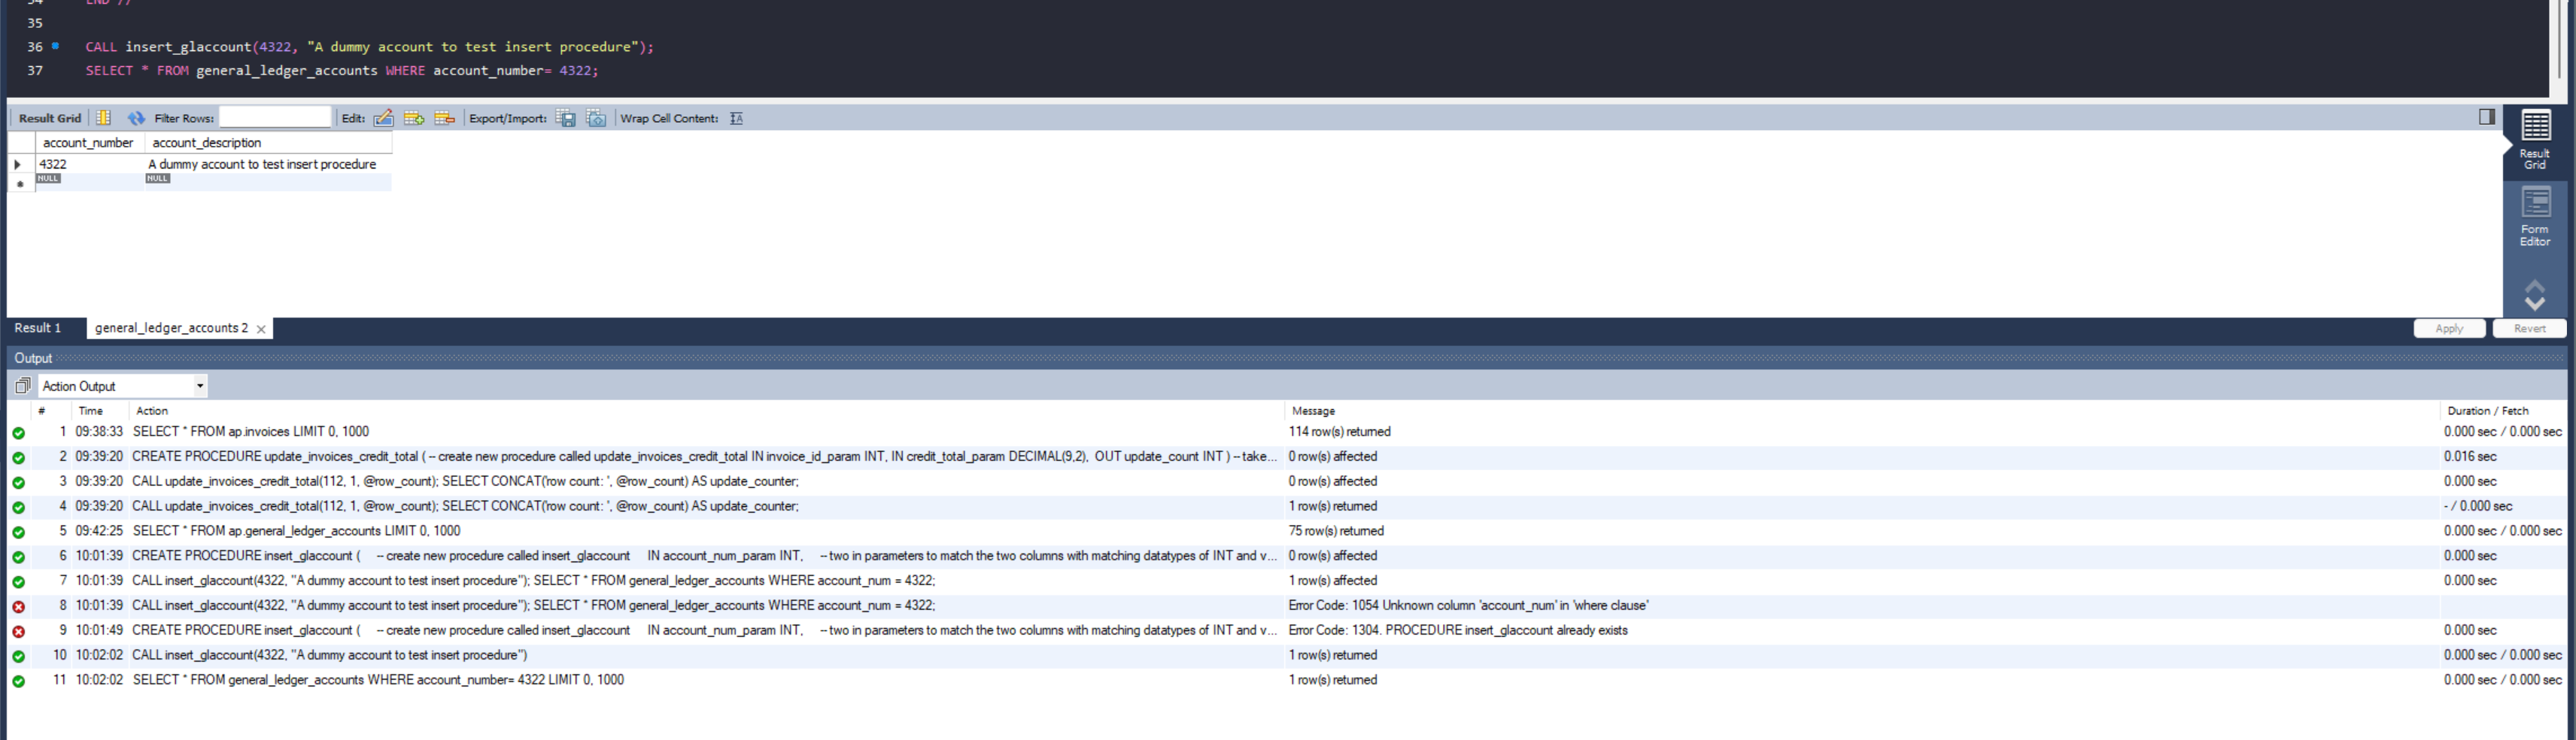 34 END //
35
36 CALL insert_glaccount(4322, "A dummy account to test insert procedure");
37 SELECT * FROM general_ledger_accounts WHERE account_number= 4322;
Result Grid Filter Rows: Edit: Export/Import: Wrap Cell Content:
account_number account_description
4322 A dummy account to test insert procedure
NULL NULL
Result Grid
Form Editor
Result 1 general_ledger_accounts 2 Apply Revert
Output
Action Output
# Time Action Message Duration / Fetch
1 09:38:33 SELECT * FROM ap.invoices LIMIT 0, 1000 114 row(s) returned 0.000 sec / 0.000 sec
2 09:39:20 CREATE PROCEDURE update_invoices_credit_total ( -- create new procedure called update_invoices_credit_total IN invoice_id_param INT, IN credit_total_param DECIMAL(9,2), OUT update_count INT ) -- take... 0 row(s) affected 0.016 sec
3 09:39:20 CALL update_invoices_credit_total(112, 1, @row_count); SELECT CONCAT('row count: ', @row_count) AS update_counter; 0 row(s) affected 0.000 sec
4 09:39:20 CALL update_invoices_credit_total(112, 1, @row_count); SELECT CONCAT('row count: ', @row_count) AS update_counter; 1 row(s) returned - / 0.000 sec
5 09:42:25 SELECT * FROM ap.general_ledger_accounts LIMIT 0, 1000 75 row(s) returned 0.000 sec / 0.000 sec
6 10:01:39 CREATE PROCEDURE insert_glaccount ( -- create new procedure called insert_glaccount IN account_num_param INT, -- two in parameters to match the two columns with matching datatypes of INT and v... 0 row(s) affected 0.000 sec
7 10:01:39 CALL insert_glaccount(4322, "A dummy account to test insert procedure"); SELECT * FROM general_ledger_accounts WHERE account_num = 4322; 1 row(s) affected 0.000 sec
8 10:01:39 CALL insert_glaccount(4322, "A dummy account to test insert procedure"); SELECT * FROM general_ledger_accounts WHERE account_num = 4322; Error Code: 1054 Unknown column 'account_num' in 'where clause'
9 10:01:49 CREATE PROCEDURE insert_glaccount ( -- create new procedure called insert_glaccount IN account_num_param INT, -- two in parameters to match the two columns with matching datatypes of INT and v... Error Code: 1304. PROCEDURE insert_glaccount already exists 0.000 sec
10 10:02:02 CALL insert_glaccount(4322, "A dummy account to test insert procedure") 1 row(s) returned 0.000 sec / 0.000 sec
11 10:02:02 SELECT * FROM general_ledger_accounts WHERE account_number= 4322 LIMIT 0, 1000 1 row(s) returned 0.000 sec / 0.000 sec